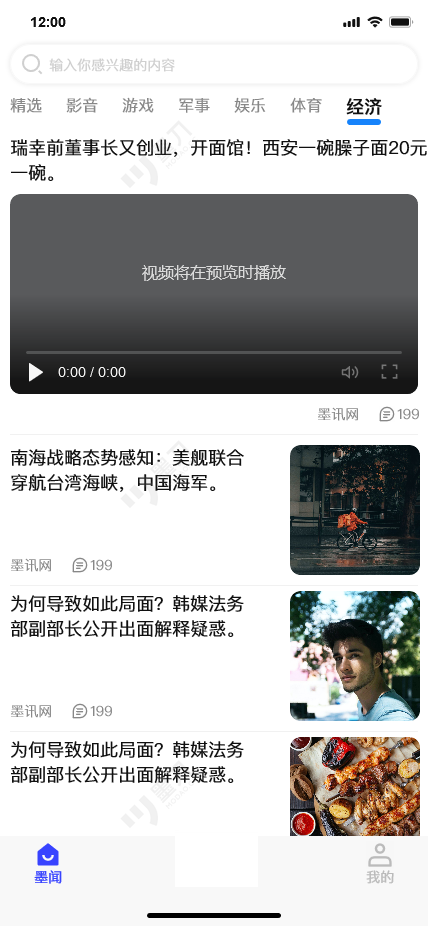 12:00
输入你感兴趣的内容
精选 影音 游戏 军事 娱乐 体育 经济
瑞幸前董事长又创业，开面馆！西安一碗臊子面20元
一碗。
视频将在预览时播放
0:00 / 0:00
墨讯网 199
南海战略态势感知：美舰联合
穿航台湾海峡，中国海军。
墨讯网 199
为何导致如此局面？韩媒法务
部副部长公开出面解释疑惑。
墨讯网 199
为何导致如此局面？韩媒法务
部副部长公开出面解释疑惑。
墨闻 我的